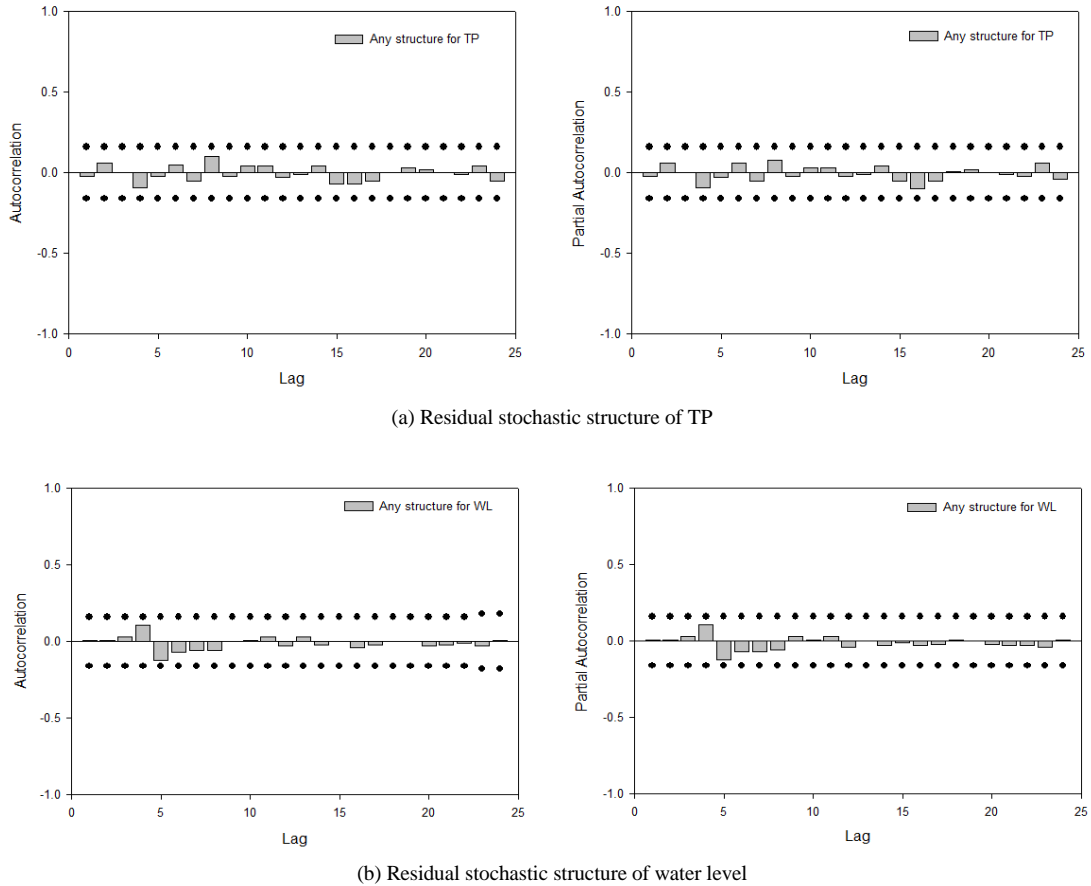 1.0
0.5
0.0
-0.5
-1.0
Autocorrelation
Any structure for TP
0 5 10 15 20 25
Lag
1.0
0.5
0.0
-0.5
-1.0
Partial Autocorrelation
Any structure for TP
0 5 10 15 20 25
Lag
(a) Residual stochastic structure of TP
1.0
0.5
0.0
-0.5
-1.0
Autocorrelation
Any structure for WL
0 5 10 15 20 25
Lag
1.0
0.5
0.0
-0.5
-1.0
Partial Autocorrelation
Any structure for WL
0 5 10 15 20 25
Lag
(b) Residual stochastic structure of water level